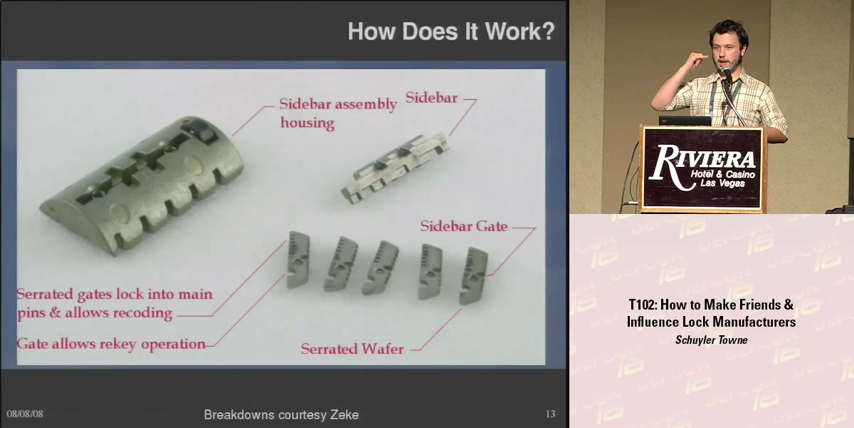 How Does It Work?
Sidebar assembly
housing
Sidebar
Sidebar Gate
Serrated gates lock into main
pins & allows recoding
Gate allows rekey operation
Serrated Wafer
08/08/08
Breakdowns courtesy Zeke
13
RIVIERA
Hotel & Casino
Las Vegas
T102: How to Make Friends &
Influence Lock Manufacturers
Schuyler Towne